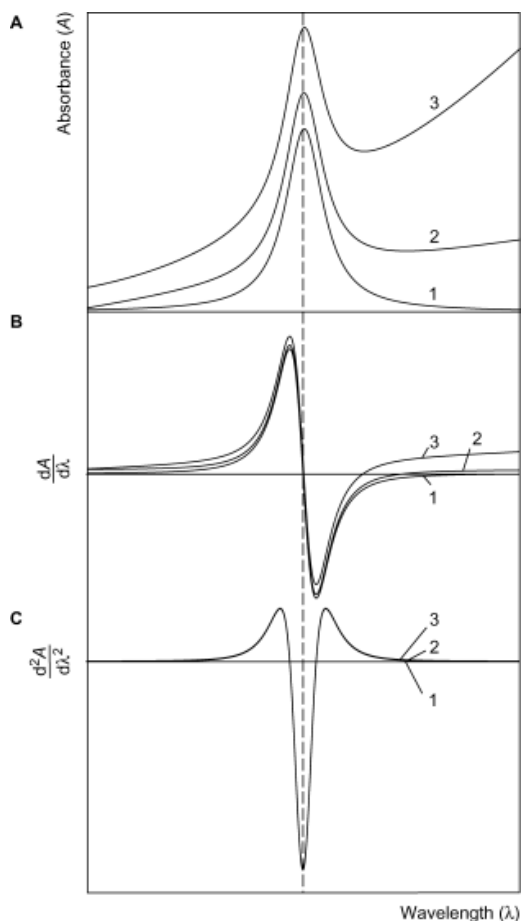 A
Absorbance (A)
3
2
1
B
dA
dλ
3
2
1
C
d²A
dλ²
3
2
1
Wavelength (λ)